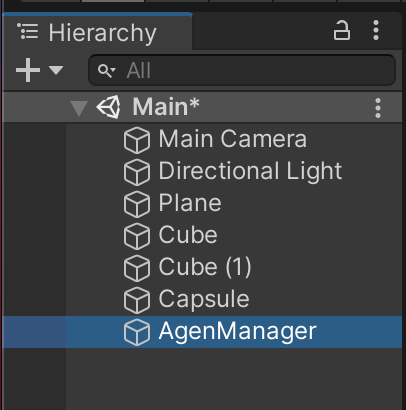 Hierarchy
All
Main*
Main Camera
Directional Light
Plane
Cube
Cube (1)
Capsule
AgenManager